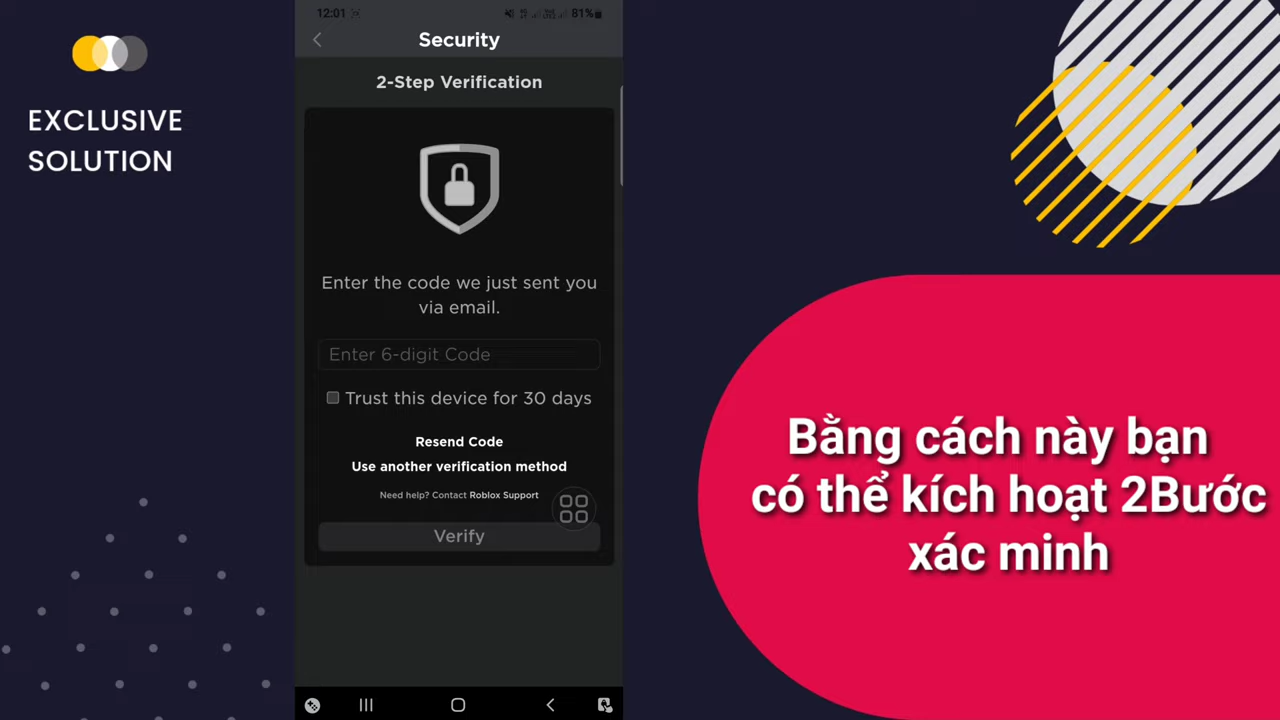 EXCLUSIVE
SOLUTION
12:01
81%
Security
2-Step Verification
Enter the code we just sent you
via email.
Enter 6-digit Code
Trust this device for 30 days
Resend Code
Use another verification method
Need help? Contact Roblox Support
Verify
Bằng cách này bạn
có thể kích hoạt 2Bước
xác minh